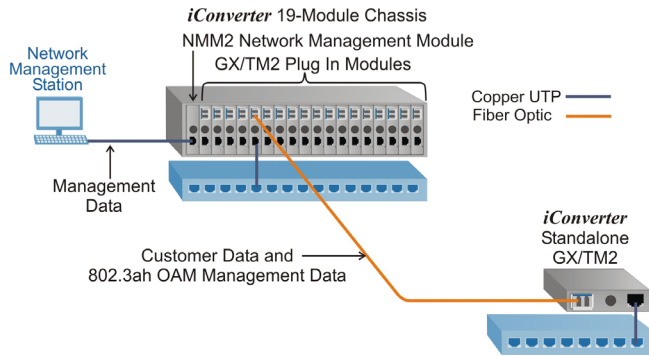 iConverter 19-Module Chassis
NMM2 Network Management Module
GX/TM2 Plug In Modules
Network
Management
Station
Copper UTP
Fiber Optic
Management
Data
iConverter
Standalone
GX/TM2
Customer Data and
802.3ah OAM Management Data